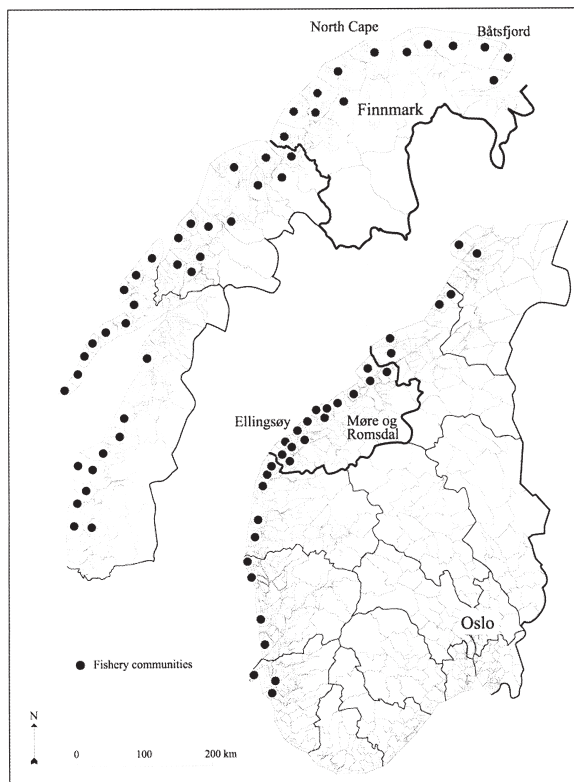 North Cape
Båtsfjord
Finnmark
Ellingsøy
Møre og
Romsdal
Oslo
Fishery communities
N
0 100 200 km